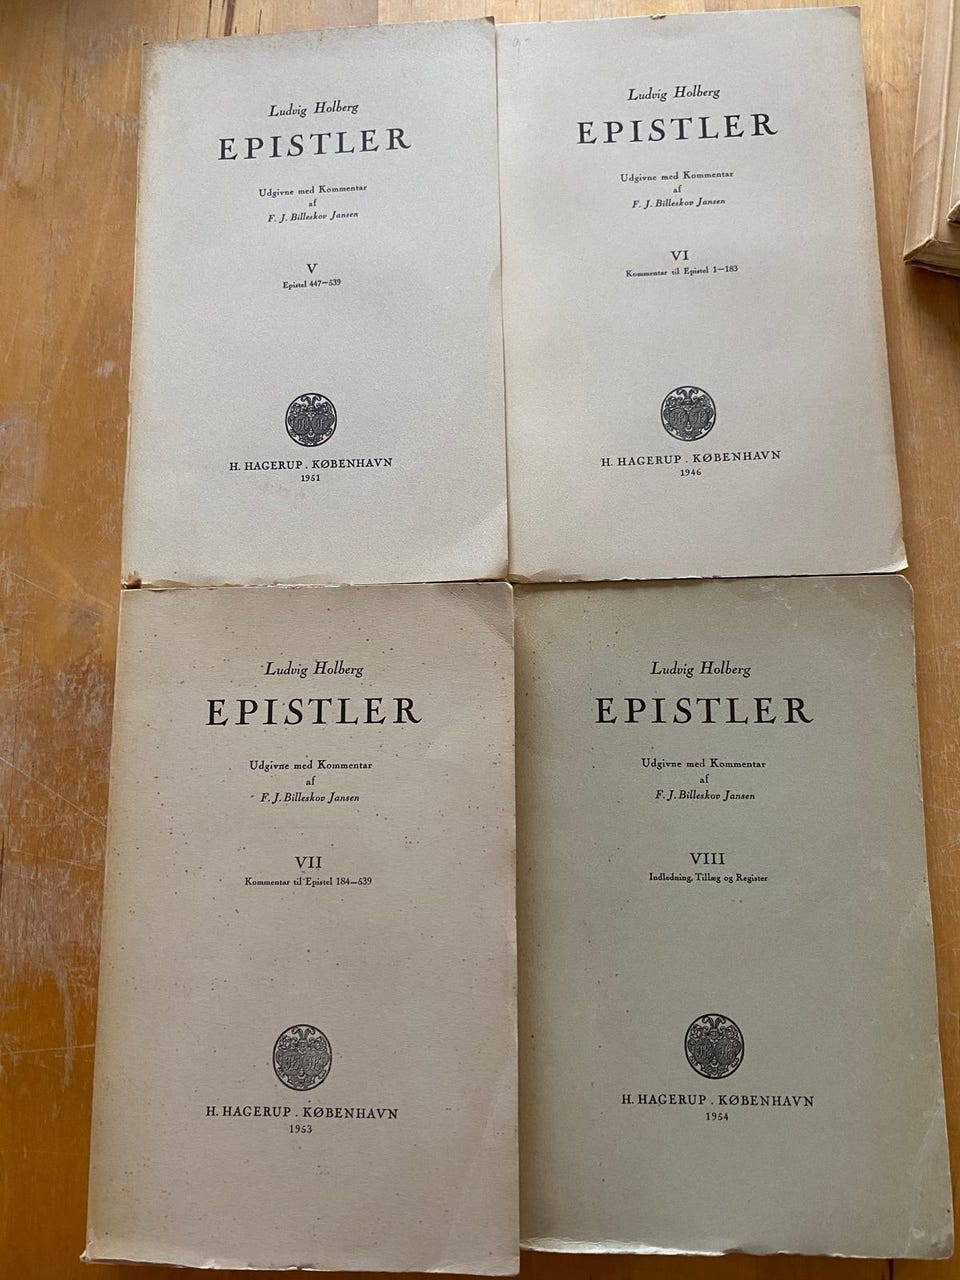 Ludvig Holberg
EPISTLER
Udgivne med Kommentar
af
F. J. Billeskov Jansen
V
Epistel 447—539
H. HAGERUP . KØBENHAVN
1951
9-
Ludvig Holberg
EPISTLER
Udgivne med Kommentar
af
F. J. Billeskov Jansen
VI
Kommentar til Epistel 1—183
H. HAGERUP . KØBENHAVN
1946
Ludvig Holberg
EPISTLER
Udgivne med Kommentar
af
F. J. Billeskov Jansen
VII
Kommentar til Epistel 184—539
H. HAGERUP . KØBENHAVN
1953
Ludvig Holberg
EPISTLER
Udgivne med Kommentar
af
F. J. Billeskov Jansen
VIII
Indledning, Tillæg og Register
H. HAGERUP . KØBENHAVN
1954